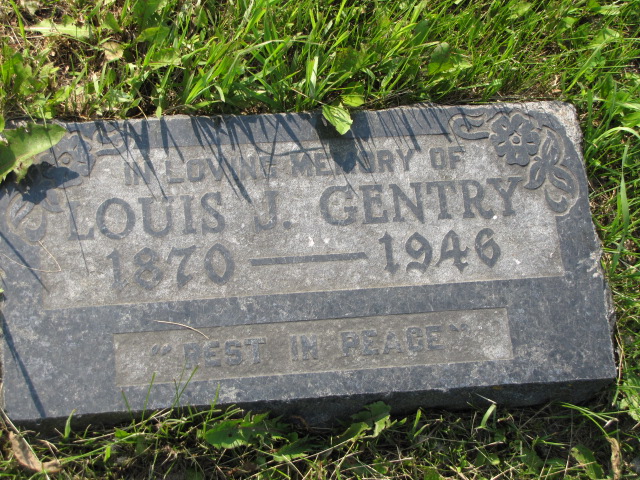 IN LOVING MEMORY OF
LOUIS J. GENTRY
1870 — 1946
"REST IN PEACE"